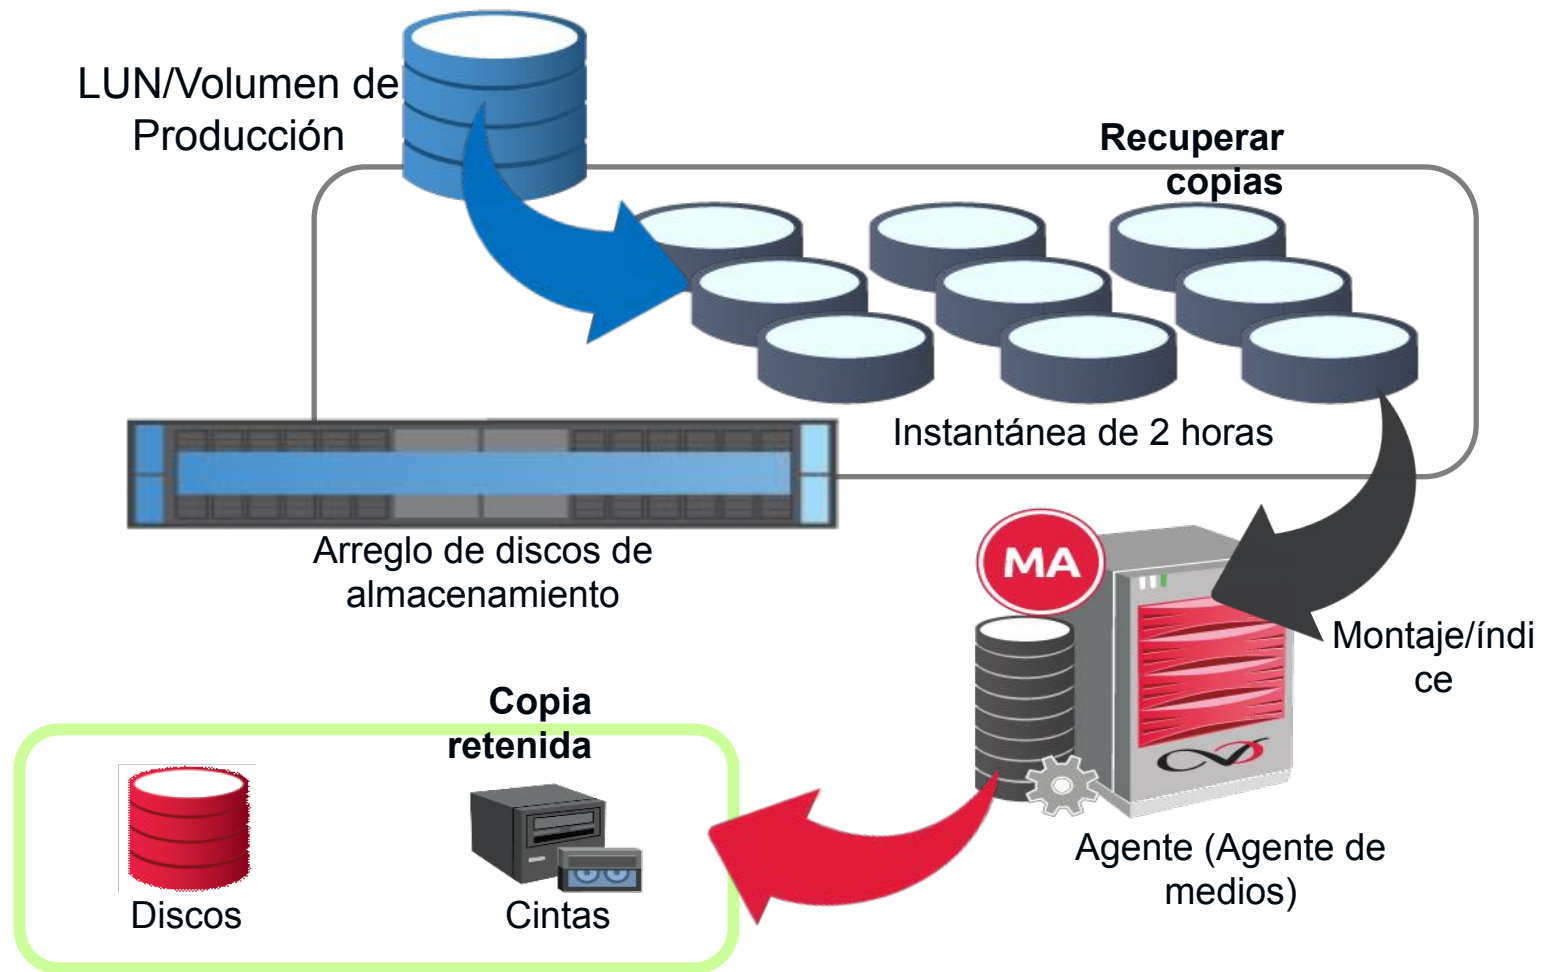 LUN/Volumen de
Producción
Recuperar
copias
Instantánea de 2 horas
Arreglo de discos de
almacenamiento
MA
Montaje/índi
ce
Copia
retenida
Agente (Agente de
medios)
Discos
Cintas